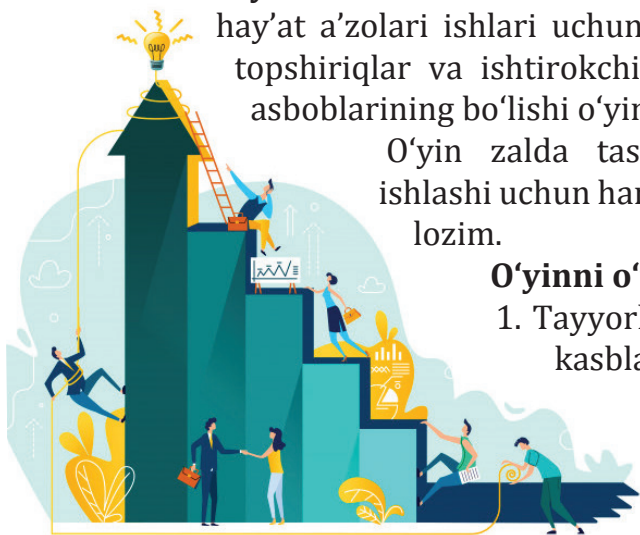 hay’at a’zolari ishlari uchun
topshiriqlar va ishtirokchi
asboblarining bo‘lishi o‘yin
O‘yin zalda tas
ishlashi uchun har
lozim.
O‘yinni o‘
1. Tayyorl
kasbla